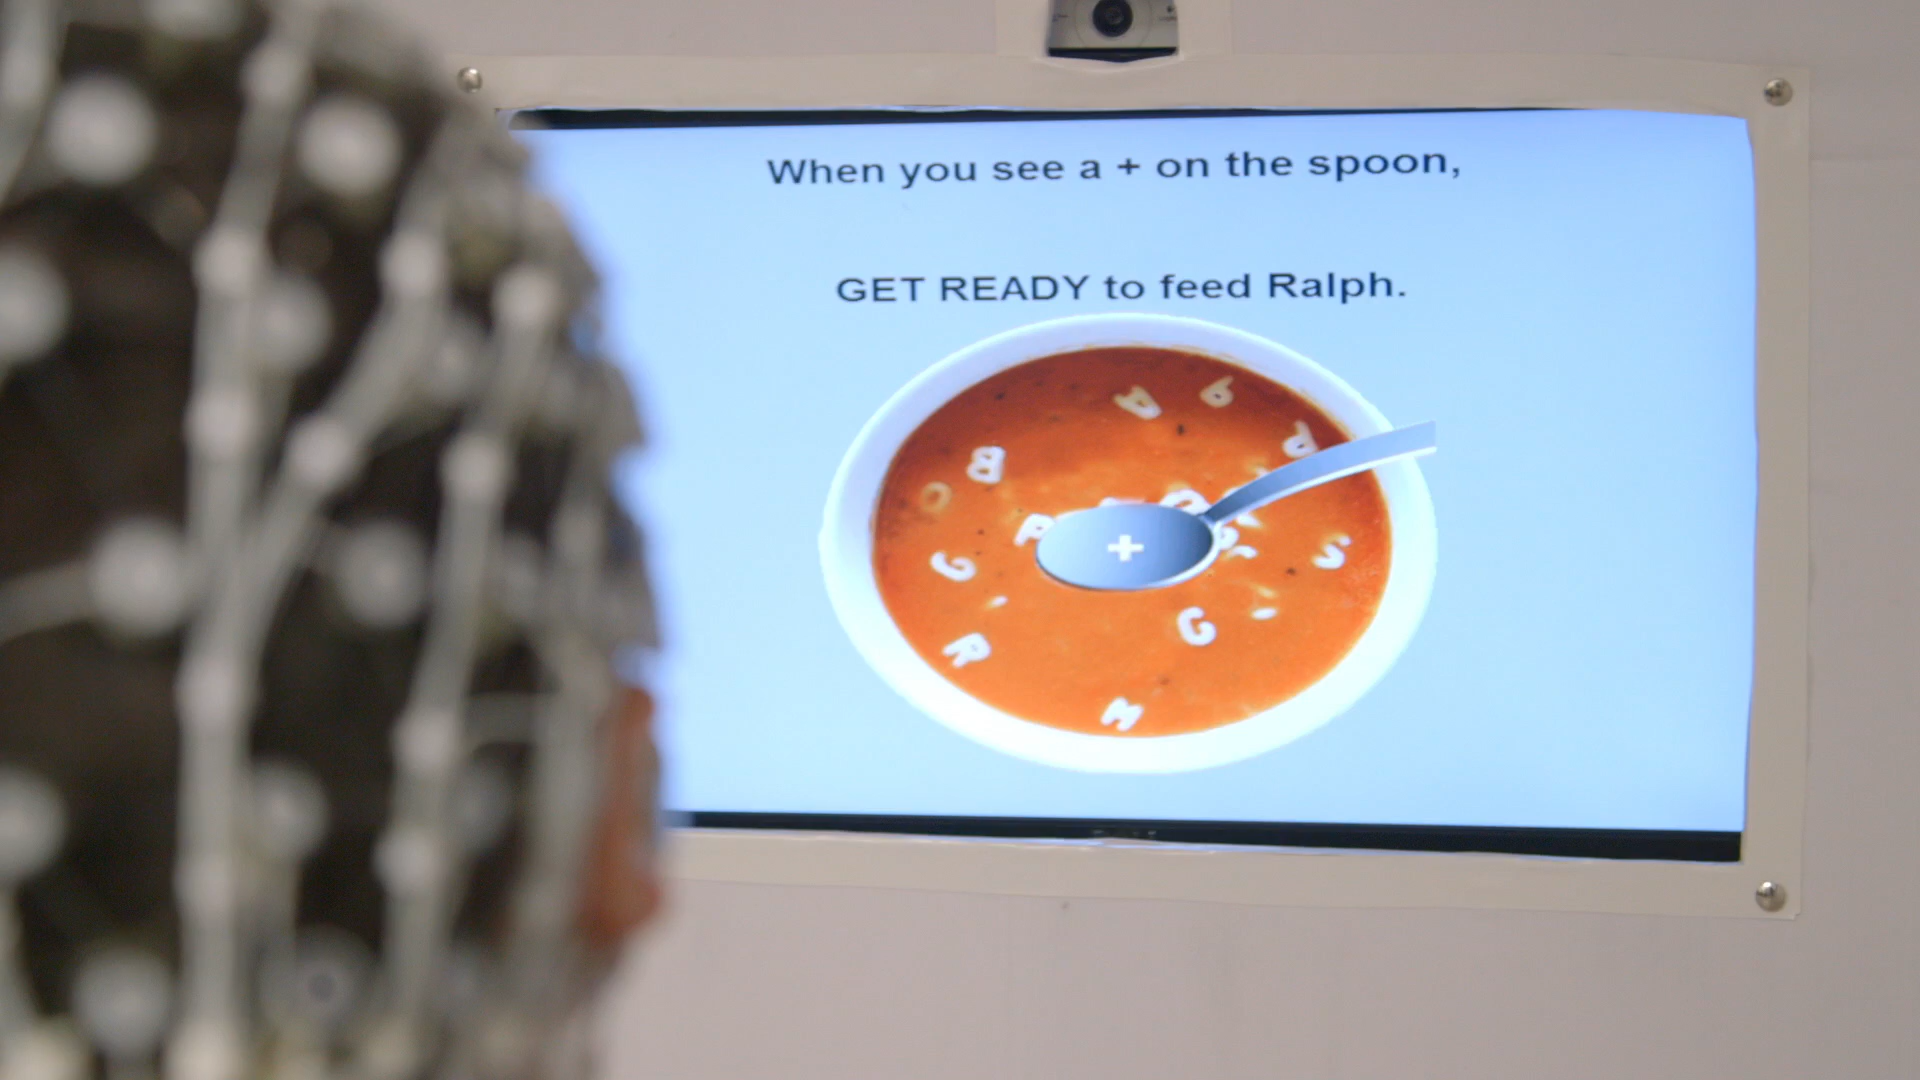 When you see a + on the spoon,
GET READY to feed Ralph.
+